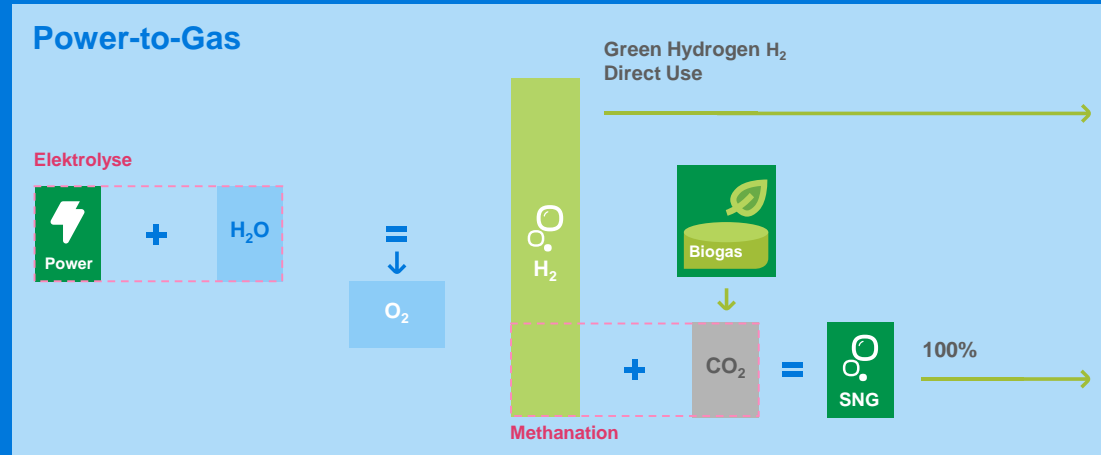 Power-to-Gas
Green Hydrogen H₂
Direct Use
Elektrolyse
Power
+
H₂O
=
O₂
H₂
Biogas
+
CO₂
=
SNG
100%
Methanation